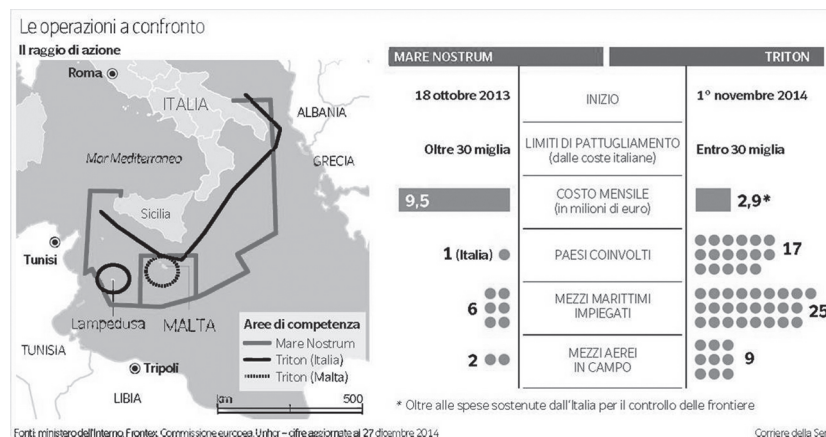 Le operazioni a confronto
Il raggio di azione
Roma
ITALIA
ALBANIA
Mar Mediterraneo
GRECIA
Sicilia
Tunisi
Lampedusa
MALTA
TUNISIA
Tripoli
LIBIA
Aree di competenza
Mare Nostrum
Triton (Italia)
Triton (Malta)
km 500
MARE NOSTRUM TRITON
18 ottobre 2013 INIZIO 1° novembre 2014
Oltre 30 miglia LIMITI DI PATTUGLIAMENTO (dalle coste italiane) Entro 30 miglia
9,5 COSTO MENSILE (in milioni di euro) 2,9*
1 (Italia) PAESI COINVOLTI 17
6 MEZZI MARITTIMI IMPIEGATI 25
2 MEZZI AEREI IN CAMPO 9
* Oltre alle spese sostenute dall'Italia per il controllo delle frontiere
Fonti: ministero dell'Interno, Frontex, Commissione europea, Unhcr – cifre aggiornate al 27 dicembre 2014
Corriere della Ser